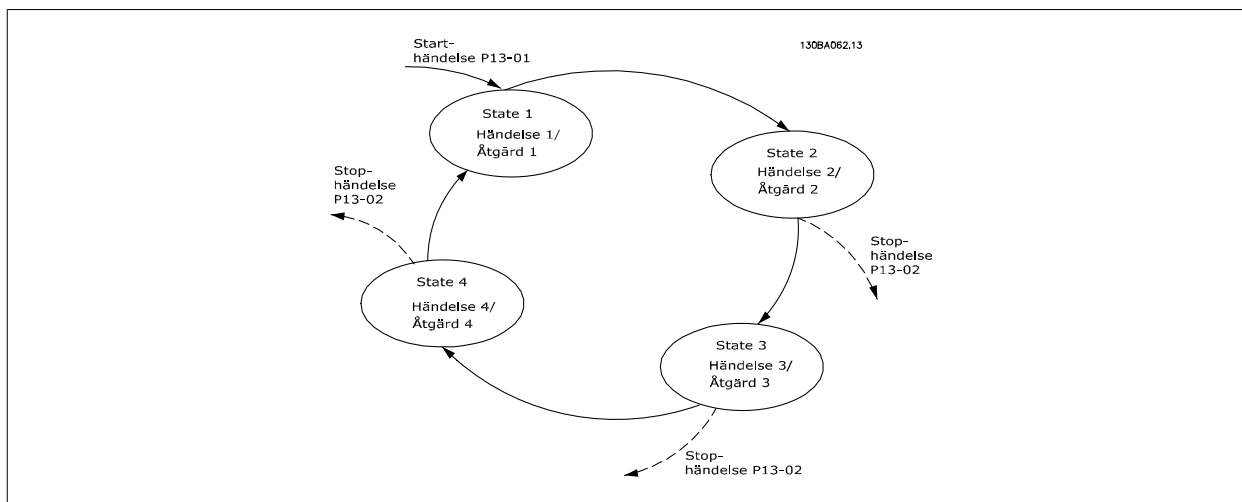 Start-
händelse P13-01
130BA062.13
State 1
Händelse 1/
Åtgärd 1
State 2
Händelse 2/
Åtgärd 2
Stop-
händelse
P13-02
Stop-
händelse
P13-02
State 4
Händelse 4/
Åtgärd 4
State 3
Händelse 3/
Åtgärd 3
Stop-
händelse P13-02